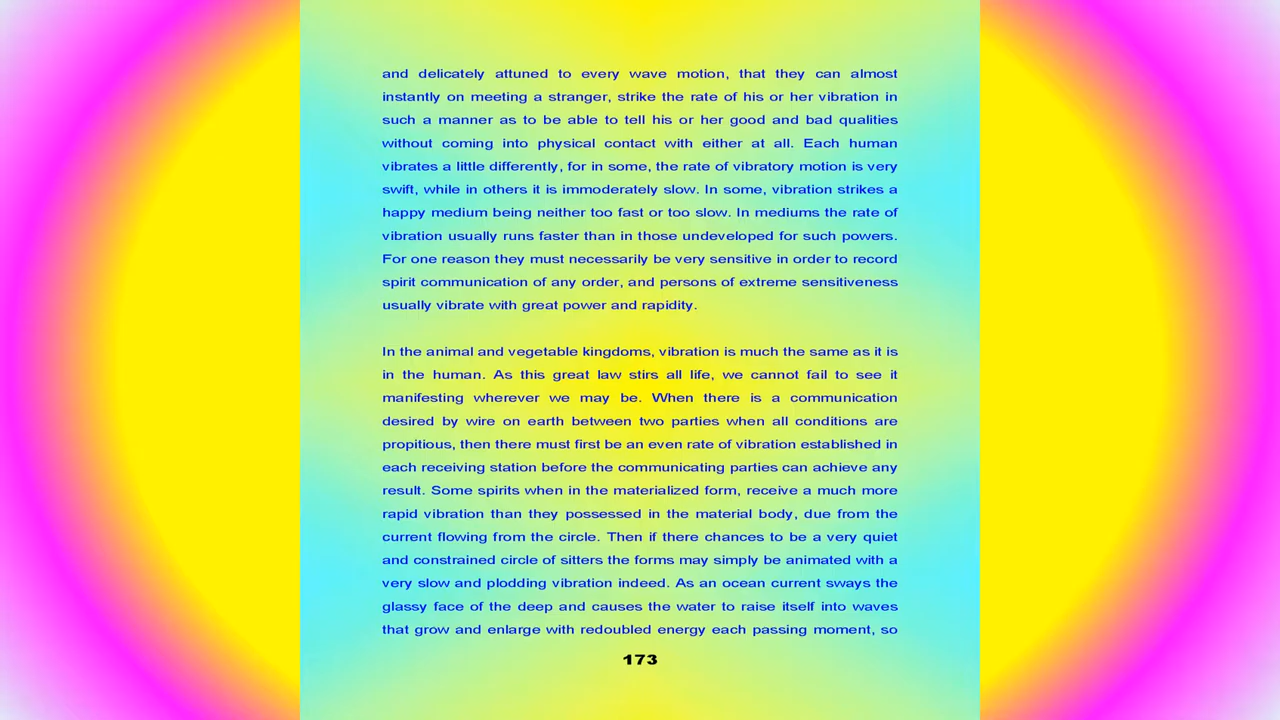 and delicately attuned to every wave motion, that they can almost
instantly on meeting a stranger, strike the rate of his or her vibration in
such a manner as to be able to tell his or her good and bad qualities
without coming into physical contact with either at all. Each human
vibrates a little differently, for in some, the rate of vibratory motion is very
swift, while in others it is immoderately slow. In some, vibration strikes a
happy medium being neither too fast or too slow. In mediums the rate of
vibration usually runs faster than in those undeveloped for such powers.
For one reason they must necessarily be very sensitive in order to record
spirit communication of any order, and persons of extreme sensitiveness
usually vibrate with great power and rapidity.
In the animal and vegetable kingdoms, vibration is much the same as it is
in the human. As this great law stirs all life, we cannot fail to see it
manifesting wherever we may be. When there is a communication
desired by wire on earth between two parties when all conditions are
propitious, then there must first be an even rate of vibration established in
each receiving station before the communicating parties can achieve any
result. Some spirits when in the materialized form, receive a much more
rapid vibration than they possessed in the material body, due from the
current flowing from the circle. Then if there chances to be a very quiet
and constrained circle of sitters the forms may simply be animated with a
very slow and plodding vibration indeed. As an ocean current sways the
glassy face of the deep and causes the water to raise itself into waves
that grow and enlarge with redoubled energy each passing moment, so
173